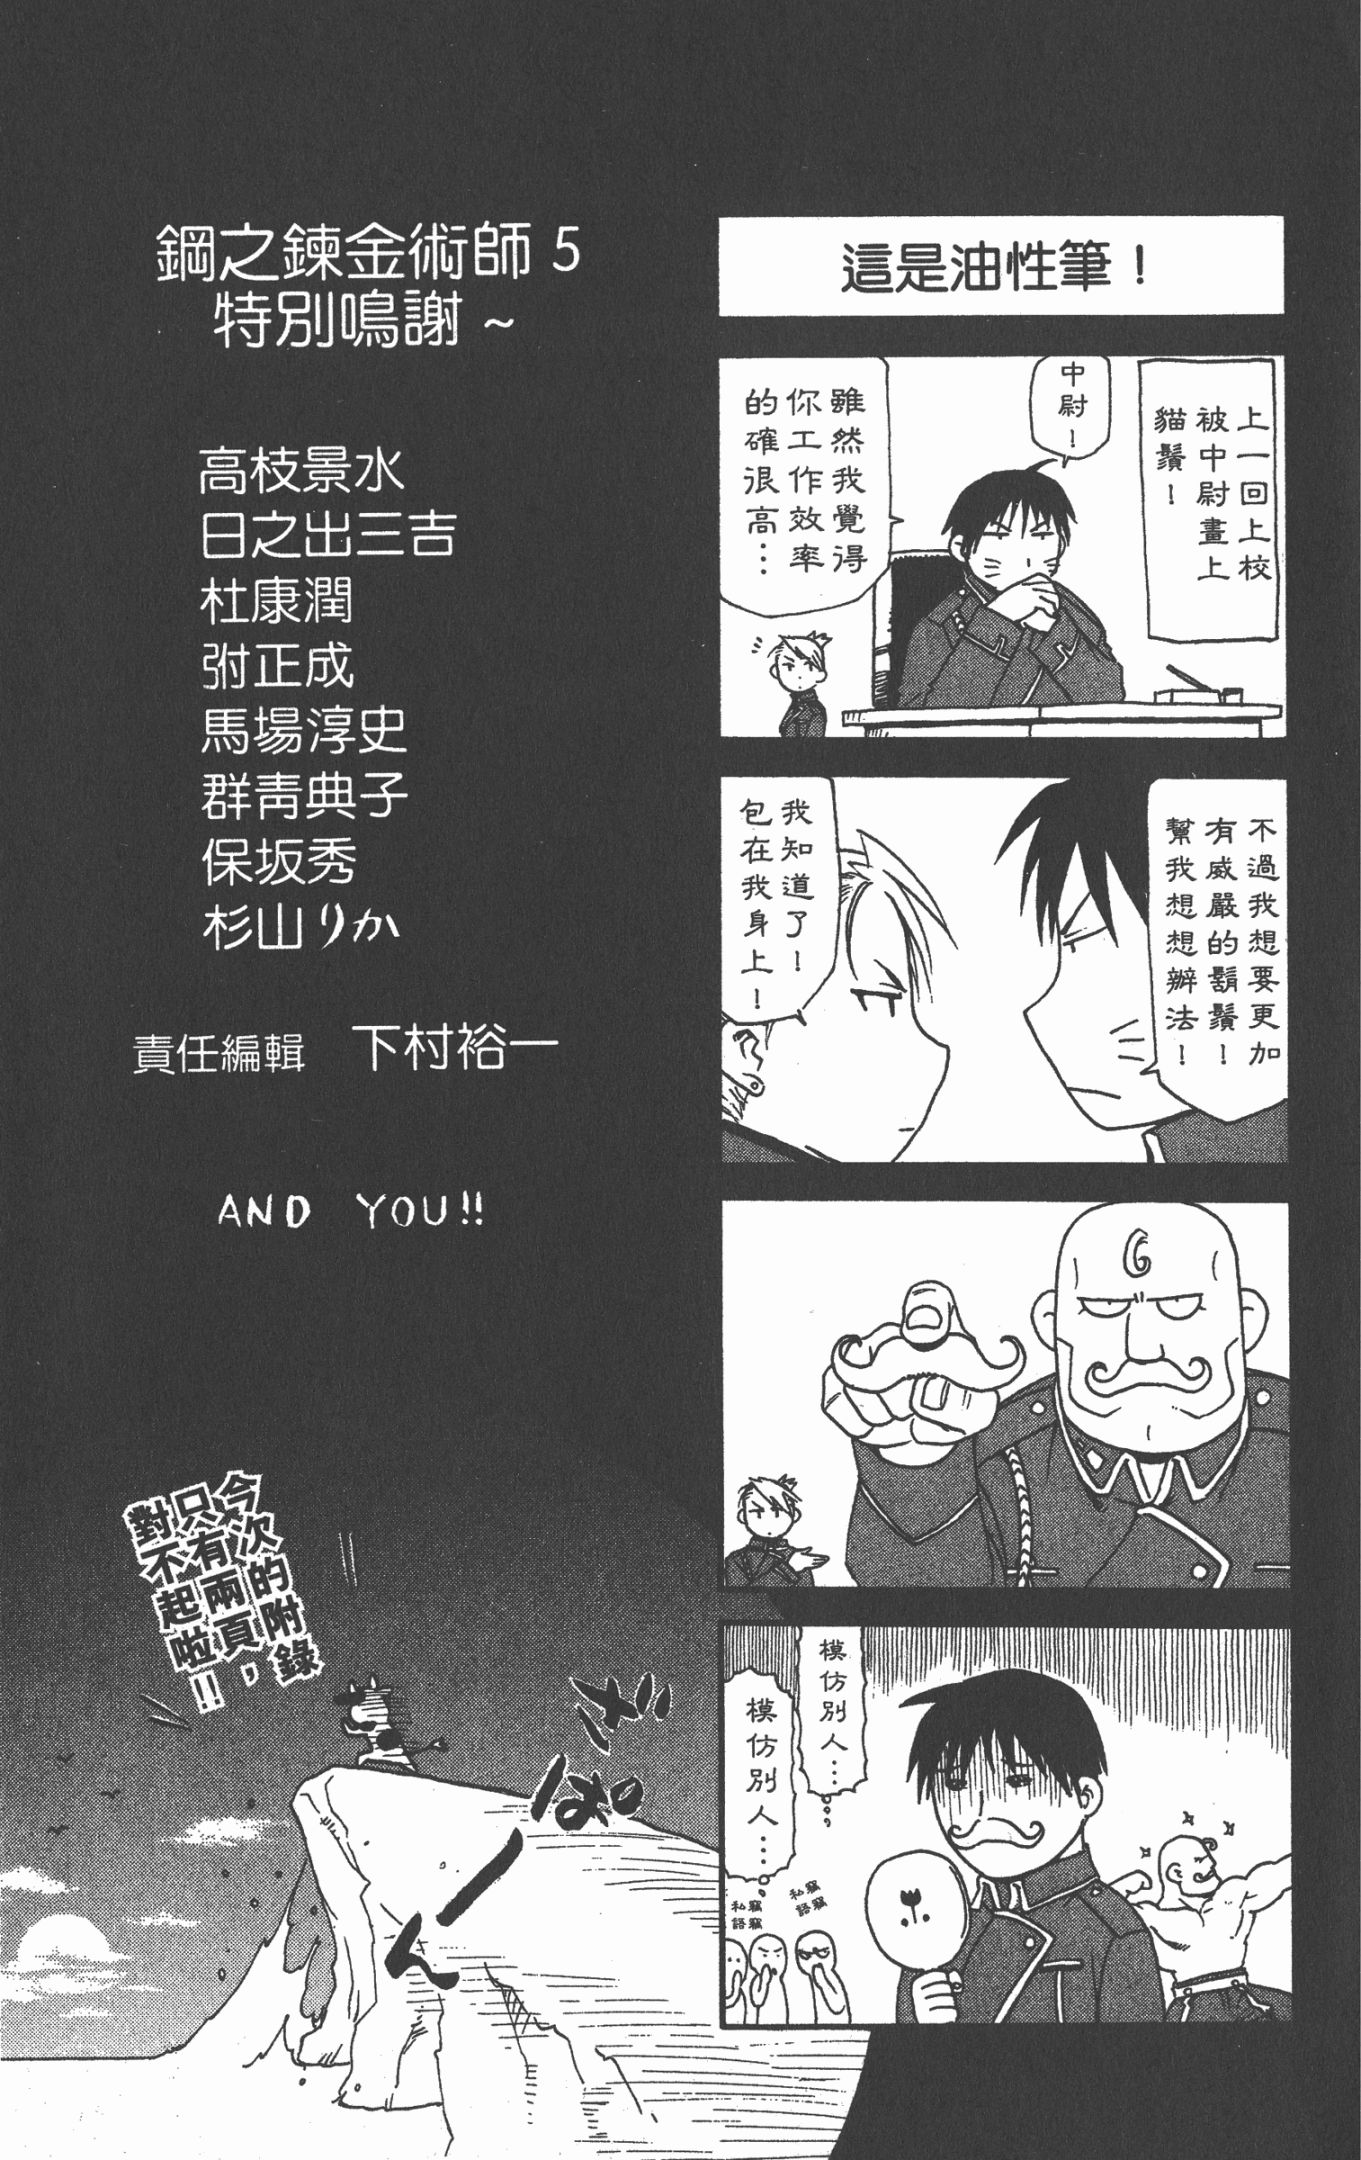 這是油性筆！
上一回上校
被中尉畫上
貓鬚！
中尉！
雖然我覺得
你工作效率
的確很高…
不過我想要更加
有威嚴的鬍鬚！
幫我想想辦法！
我知道了！
包在我身上！
模仿別人…
模仿別人…
竊竊
私語
竊竊
私語
鋼之鍊金術師 5
特別鳴謝 ~
高枝景水
日之出三吉
杜康潤
弣正成
馬場淳史
群青典子
保坂秀
杉山りか
責任編輯 下村裕一
AND YOU!!
今次的附錄
只有兩頁，
對不起啦!!
ざざ
ばーん